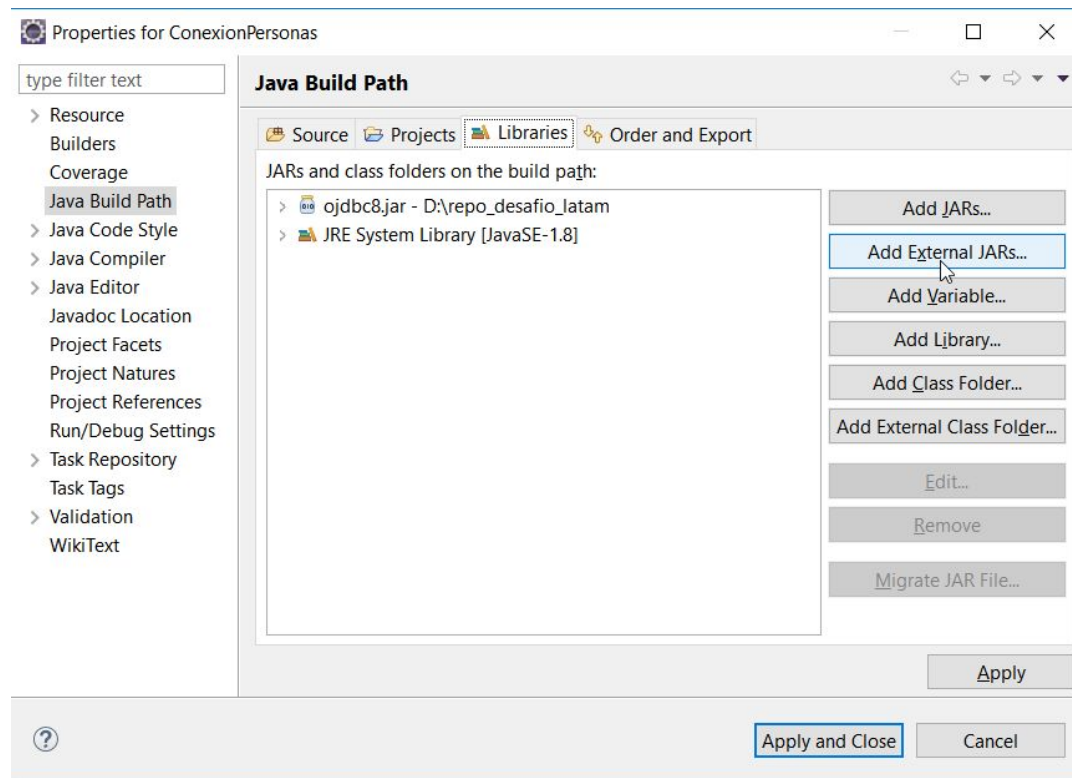 Properties for ConexionPersonas
type filter text
Resource
Builders
Coverage
Java Build Path
Java Code Style
Java Compiler
Java Editor
Javadoc Location
Project Facets
Project Natures
Project References
Run/Debug Settings
Task Repository
Task Tags
Validation
WikiText
Java Build Path
Source Projects Libraries Order and Export
JARs and class folders on the build path:
ojdbc8.jar - D:\repo_desafio_latam
JRE System Library [JavaSE-1.8]
Add JARs...
Add External JARs...
Add Variable...
Add Library...
Add Class Folder...
Add External Class Folder...
Edit...
Remove
Migrate JAR File...
Apply
?
Apply and Close
Cancel